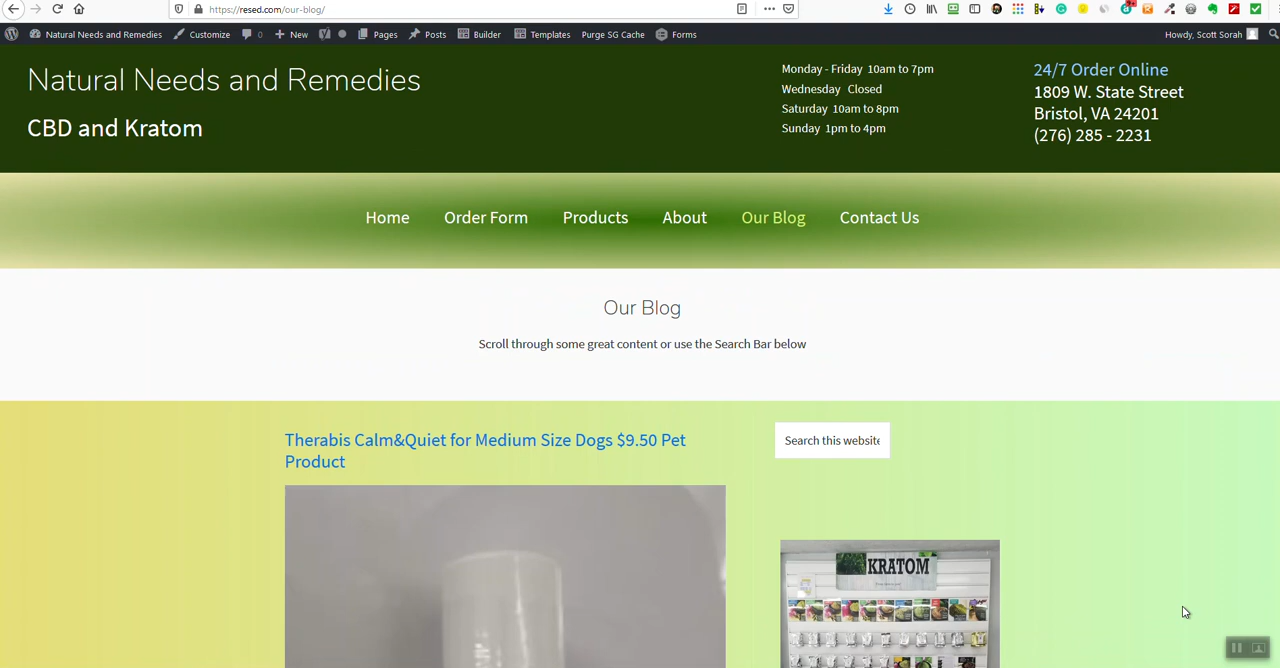 https://resed.com/our-blog/
Natural Needs and Remedies
Customize
0
New
Pages
Posts
Builder
Templates
Purge SG Cache
Forms
Howdy, Scott Sorah
Natural Needs and Remedies
CBD and Kratom
Monday - Friday 10am to 7pm
Wednesday Closed
Saturday 10am to 8pm
Sunday 1pm to 4pm
24/7 Order Online
1809 W. State Street
Bristol, VA 24201
(276) 285 - 2231
Home
Order Form
Products
About
Our Blog
Contact Us
Our Blog
Scroll through some great content or use the Search Bar below
Therabis Calm&Quiet for Medium Size Dogs $9.50 Pet
Product
Search this website
KRATOM